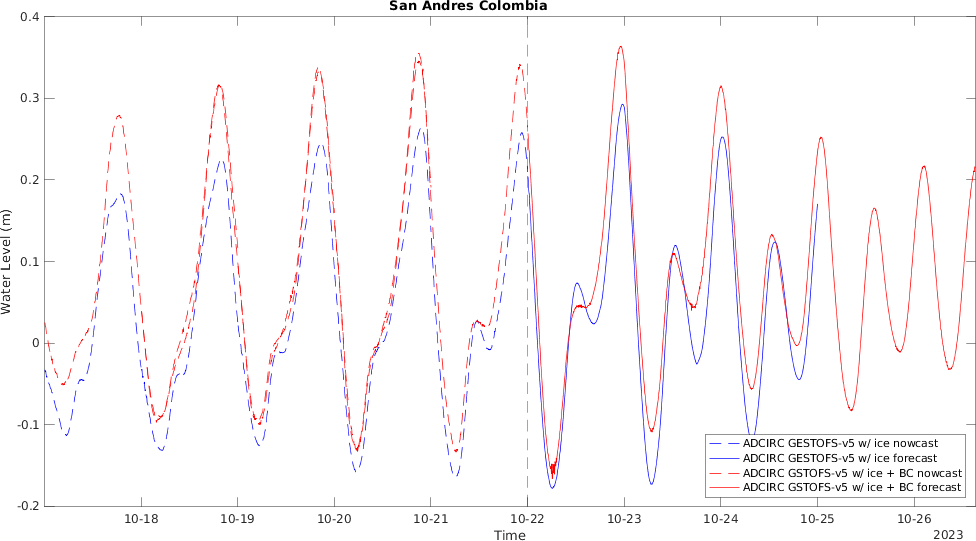 San Andres Colombia
0.4
0.3
0.2
0.1
0
-0.1
-0.2
Water Level (m)
ADCIRC GESTOFS-v5 w/ ice nowcast
ADCIRC GESTOFS-v5 w/ ice forecast
ADCIRC GSTOFS-v5 w/ ice + BC nowcast
ADCIRC GSTOFS-v5 w/ ice + BC forecast
10-18 10-19 10-20 10-21 10-22 10-23 10-24 10-25 10-26
Time
2023